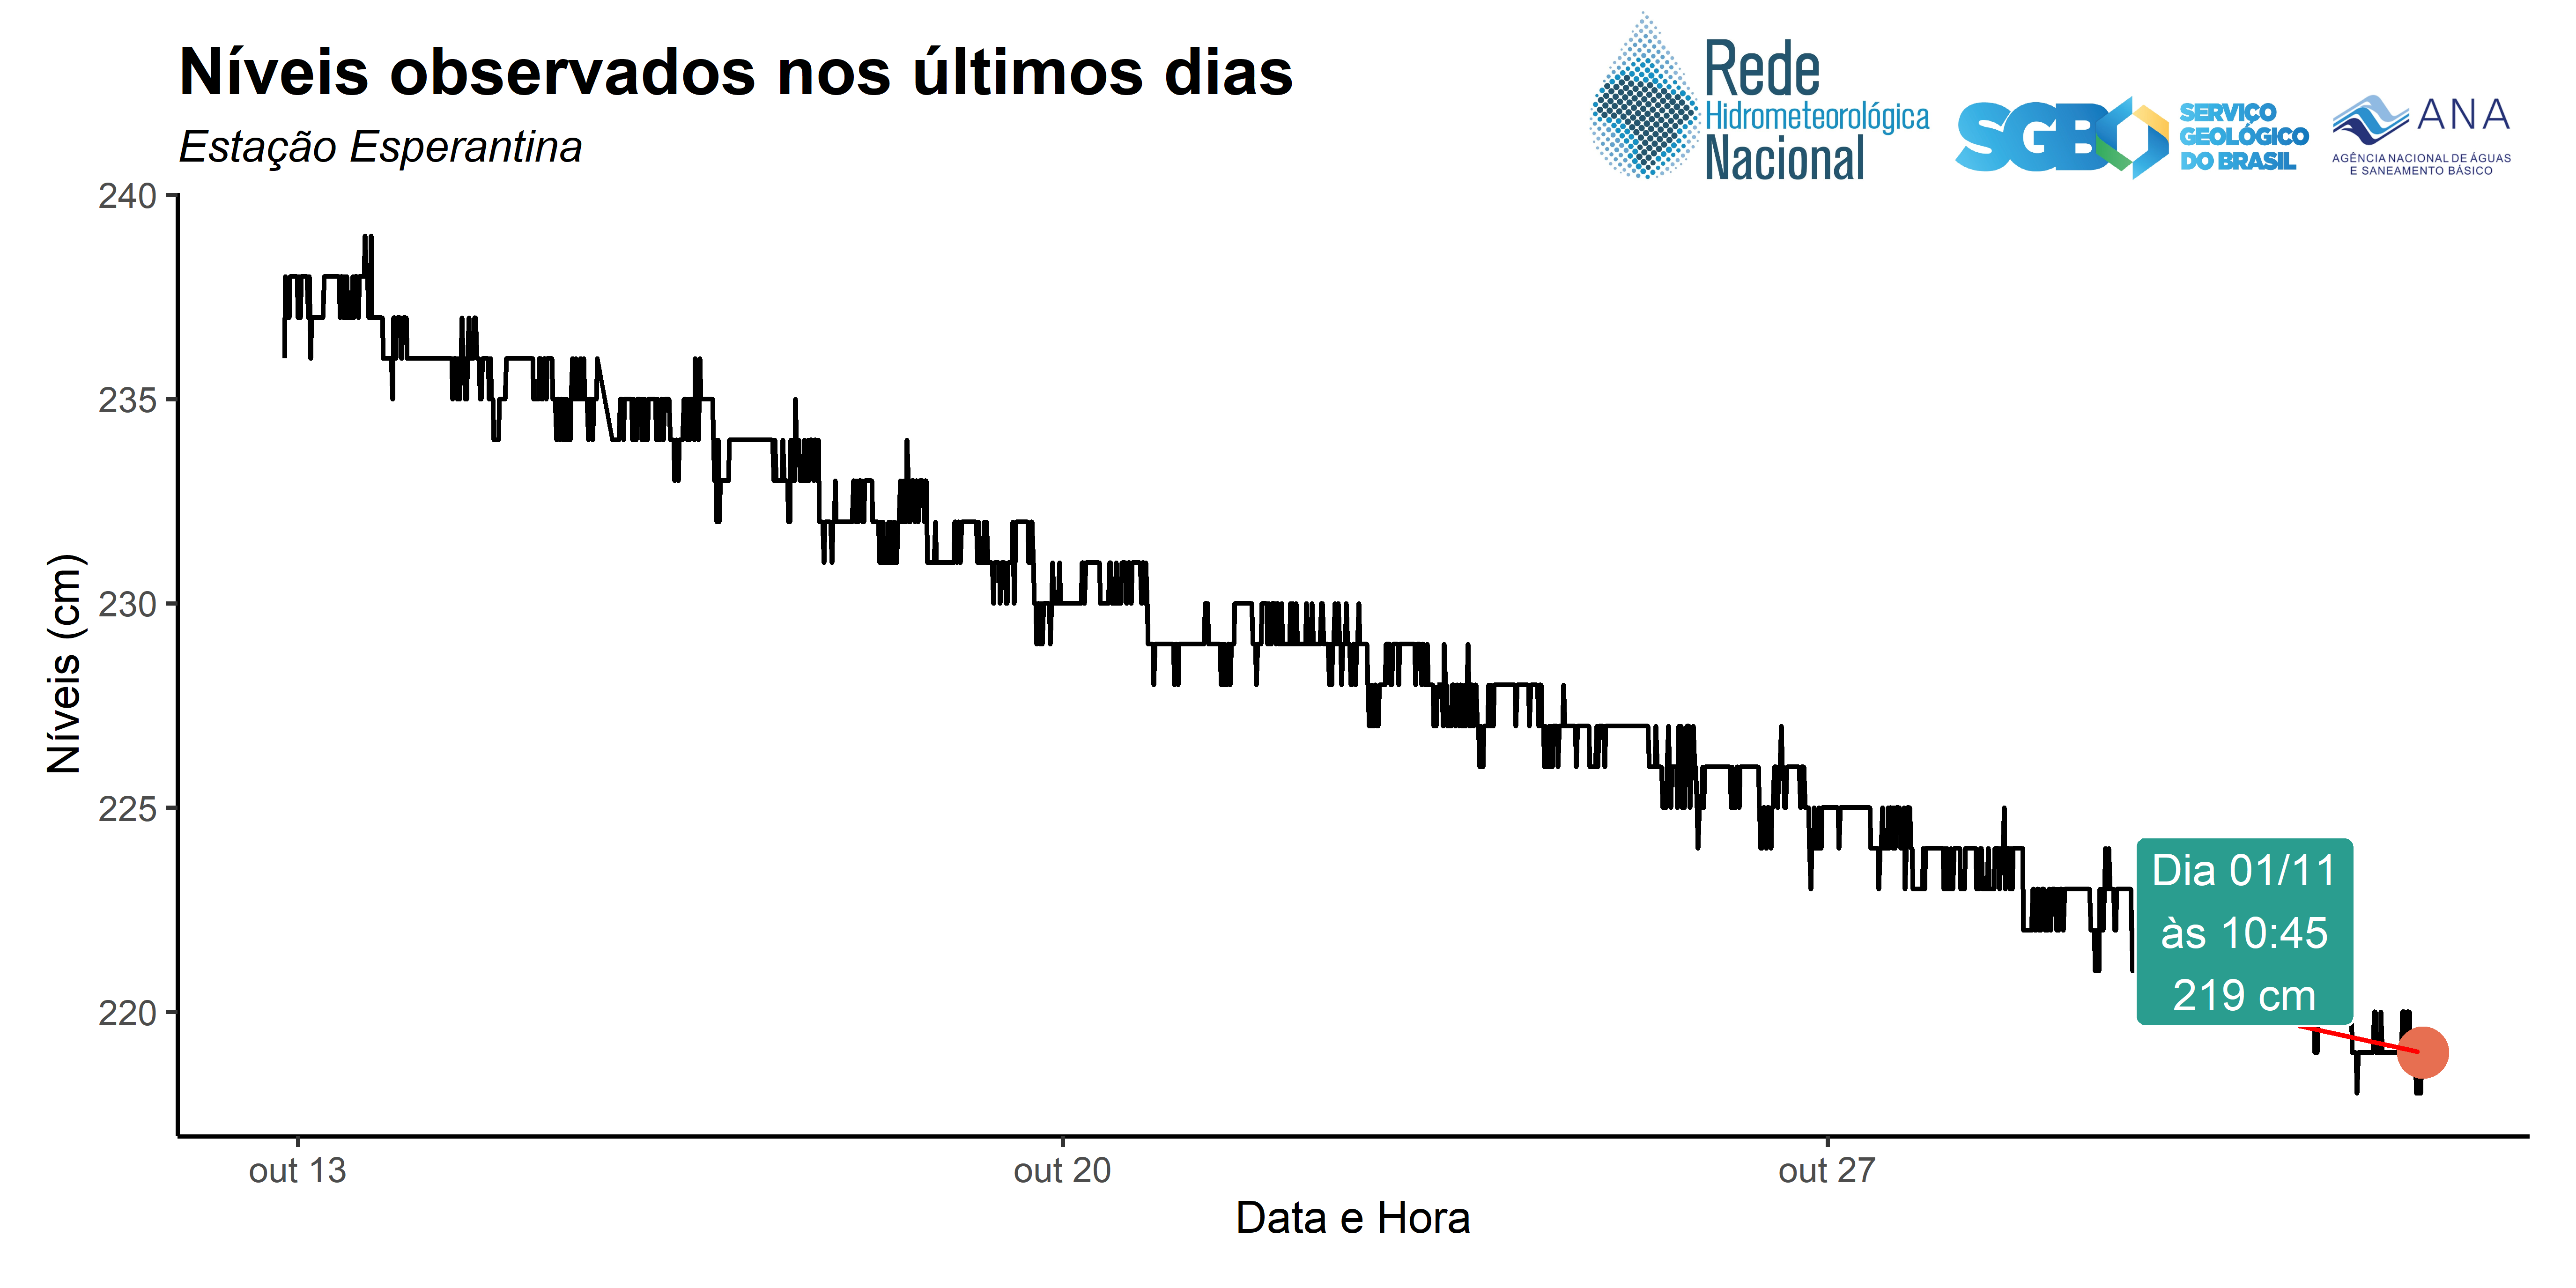 Níveis observados nos últimos dias
Estação Esperantina
Rede
Hidrometeorológica
Nacional
SGB
SERVIÇO
GEOLÓGICO
DO BRASIL
ANA
AGÊNCIA NACIONAL DE ÁGUAS
E SANEAMENTO BÁSICO
240
235
230
225
220
Níveis (cm)
Dia 01/11
às 10:45
219 cm
out 13
out 20
out 27
Data e Hora